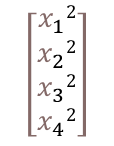 x₁²
x₂²
x₃²
x₄²